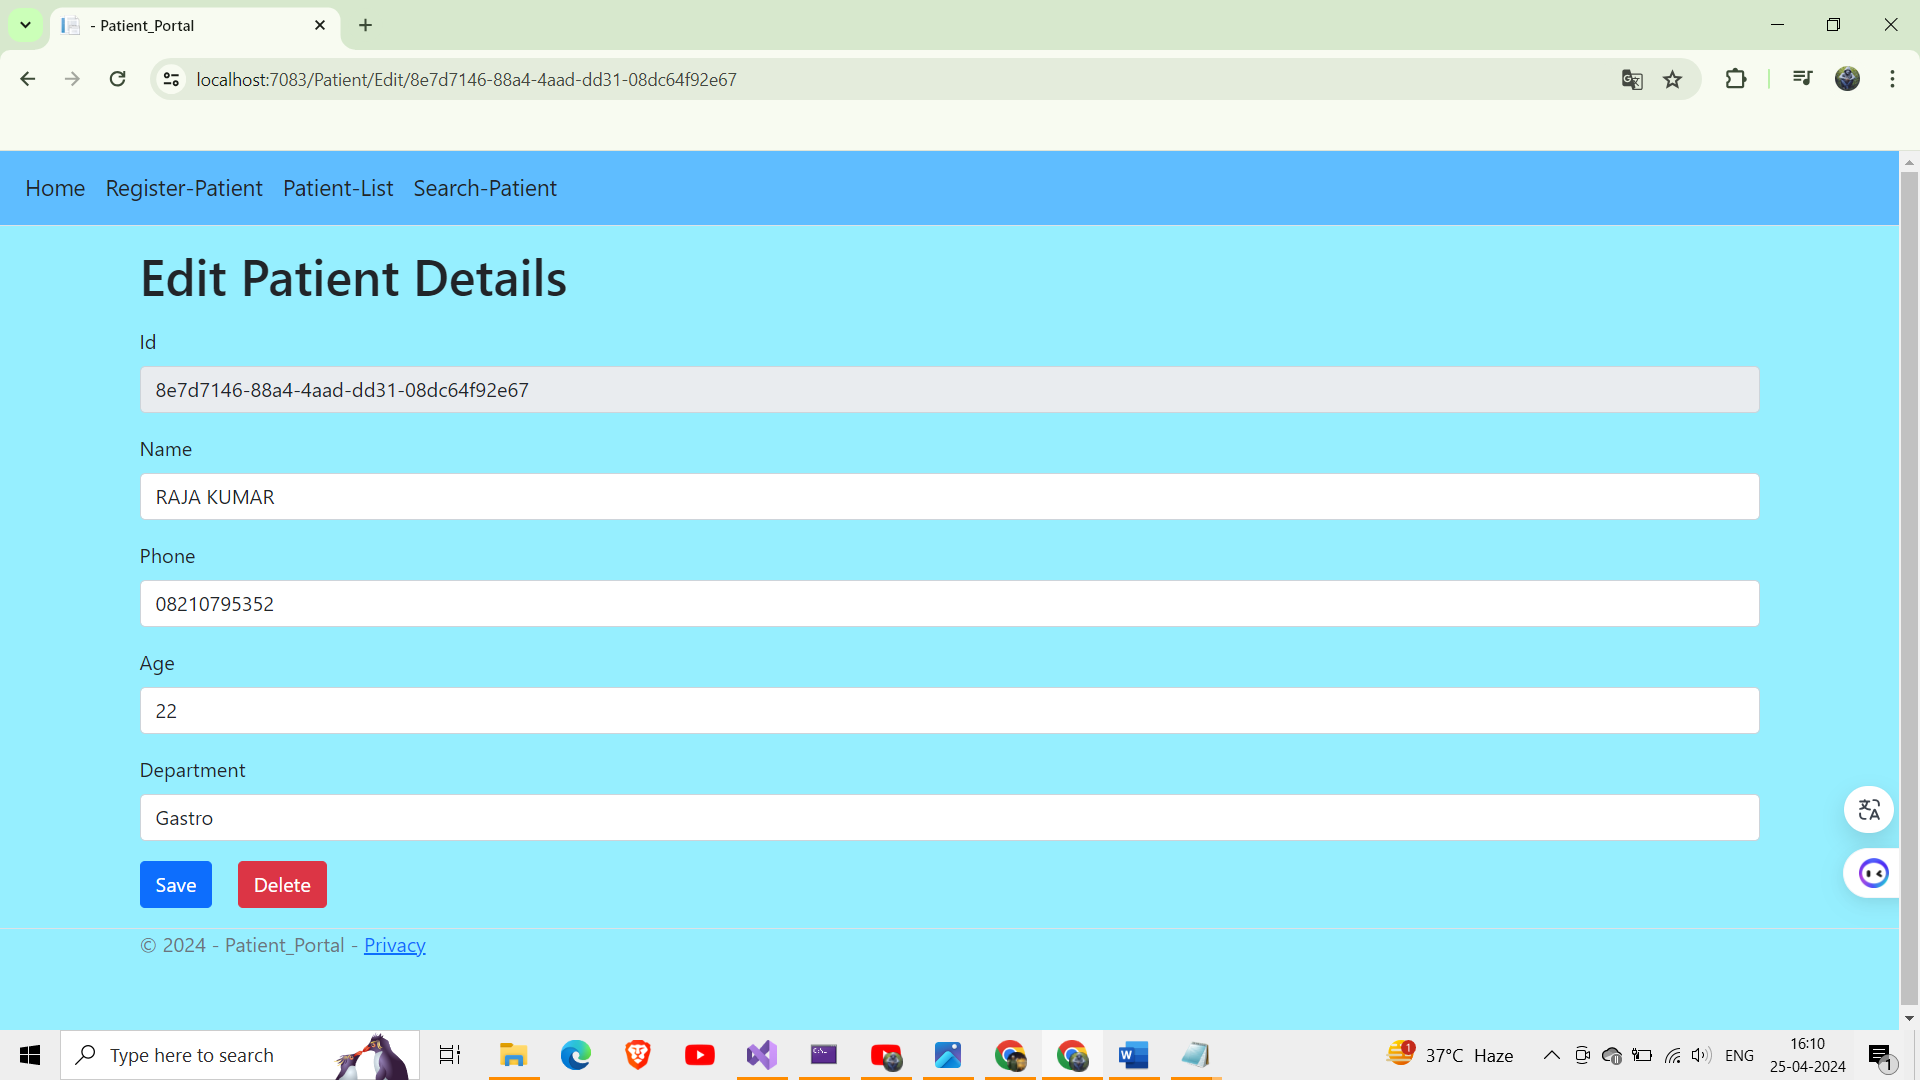 - Patient_Portal
localhost:7083/Patient/Edit/8e7d7146-88a4-4aad-dd31-08dc64f92e67
Home Register-Patient Patient-List Search-Patient
Edit Patient Details
Id
8e7d7146-88a4-4aad-dd31-08dc64f92e67
Name
RAJA KUMAR
Phone
08210795352
Age
22
Department
Gastro
Save Delete
© 2024 - Patient_Portal - Privacy
Type here to search
1 37°C Haze ENG
16:10
25-04-2024
1